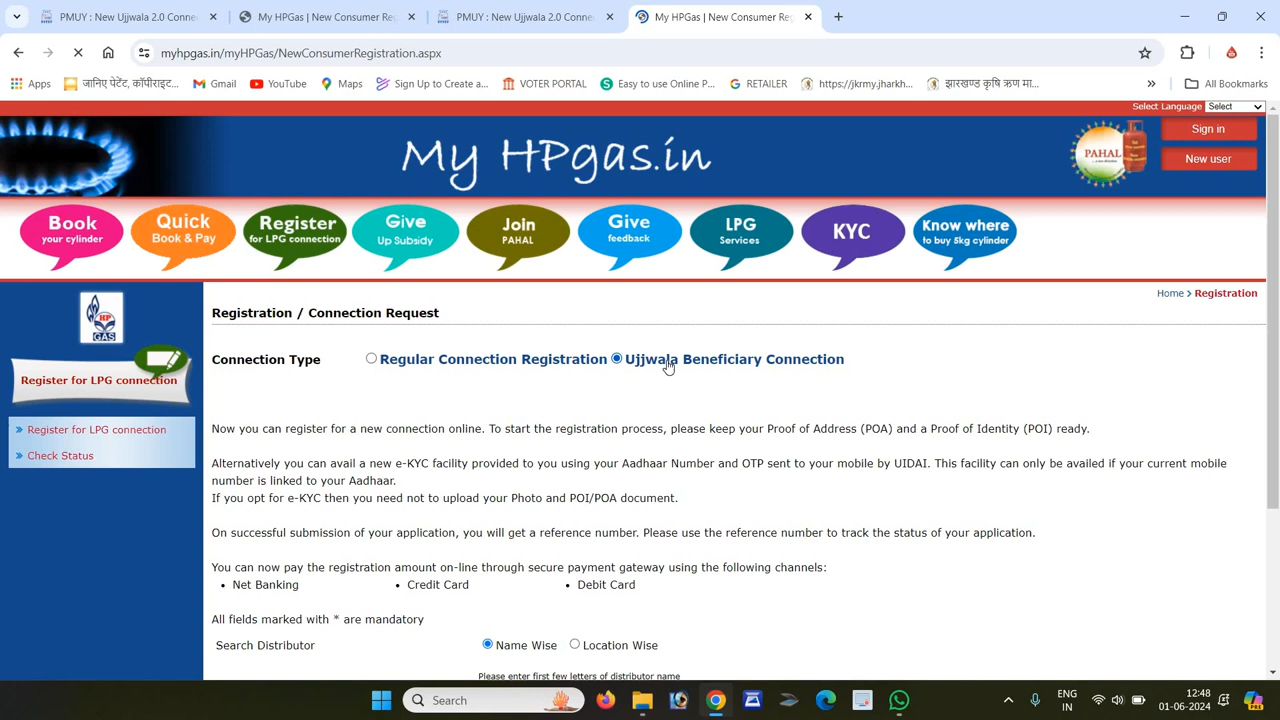 PMUY : New Ujjwala 2.0 Conne
My HPGas | New Consumer Reg
PMUY : New Ujjwala 2.0 Conne
My HPGas | New Consumer Re
myhpgas.in/myHPGas/NewConsumerRegistration.aspx
Apps
जानिए पेटेंट, कॉपीराइट...
Gmail
YouTube
Maps
Sign Up to Create a...
VOTER PORTAL
Easy to use Online P...
RETAILER
https://jkrmy.jharkh...
झारखण्ड कृषि ऋण मा...
All Bookmarks
Select Language Select
My HPgas.in
PAHAL
Sign in
New user
Book your cylinder
Quick Book & Pay
Register for LPG connection
Give Up Subsidy
Join PAHAL
Give feedback
LPG Services
KYC
Know where to buy 5kg cylinder
Home > Registration
HP GAS
Register for LPG connection
Register for LPG connection
Check Status
Registration / Connection Request
Connection Type Regular Connection Registration Ujjwala Beneficiary Connection
Now you can register for a new connection online. To start the registration process, please keep your Proof of Address (POA) and a Proof of Identity (POI) ready.
Alternatively you can avail a new e-KYC facility provided to you using your Aadhaar Number and OTP sent to your mobile by UIDAI. This facility can only be availed if your current mobile
number is linked to your Aadhaar.
If you opt for e-KYC then you need not to upload your Photo and POI/POA document.
On successful submission of your application, you will get a reference number. Please use the reference number to track the status of your application.
You can now pay the registration amount on-line through secure payment gateway using the following channels:
• Net Banking • Credit Card • Debit Card
All fields marked with * are mandatory
Search Distributor Name Wise Location Wise
Please enter first few letters of distributor name
Search
ENG
IN
12:48
01-06-2024